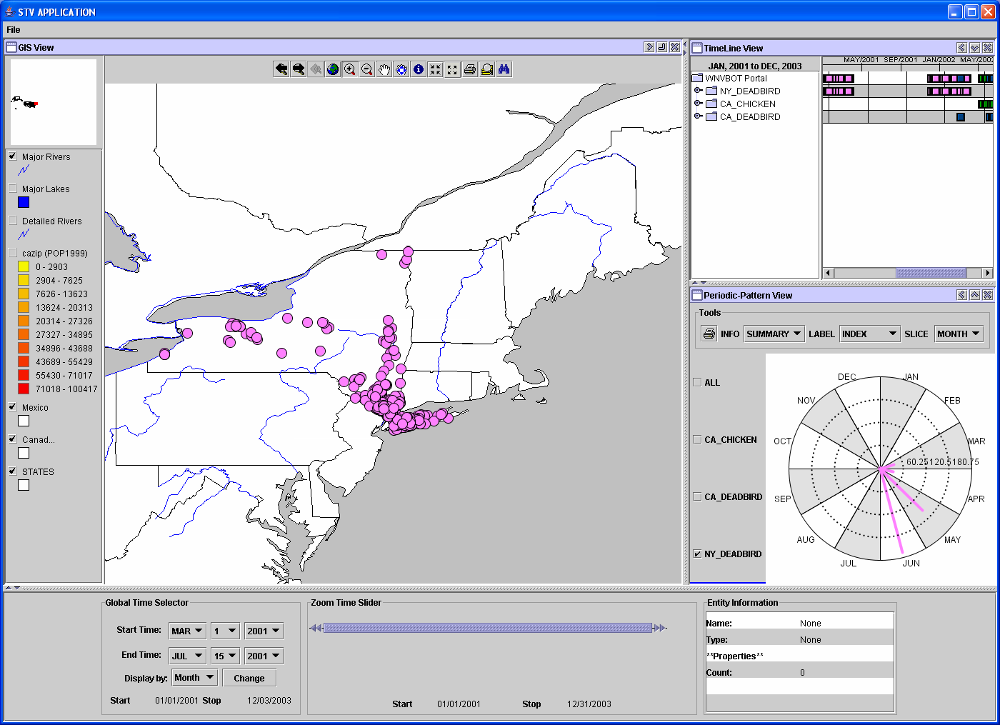 STV APPLICATION
File
GIS View
Major Rivers
Major Lakes
Detailed Rivers
cazip (POP1999)
0 - 2903
2904 - 7625
7626 - 13623
13624 - 20313
20314 - 27326
27327 - 34895
34896 - 43688
43689 - 55429
55430 - 71017
71018 - 100417
Mexico
Canad...
STATES
TimeLine View
JAN, 2001 to DEC, 2003
MAY/2001 SEP/2001 JAN/2002 MAY/2002
WNVBOT Portal
NY_DEADBIRD
CA_CHICKEN
CA_DEADBIRD
Periodic-Pattern View
Tools
INFO SUMMARY LABEL INDEX SLICE MONTH
ALL
CA_CHICKEN
CA_DEADBIRD
NY_DEADBIRD
DEC JAN
NOV FEB
OCT MAR
60.25120.5180.75
SEP APR
AUG MAY
JUL JUN
Global Time Selector
Start Time: MAR 1 2001
End Time: JUL 15 2001
Display by: Month Change
Start 01/01/2001 Stop 12/03/2003
Zoom Time Slider
Start 01/01/2001 Stop 12/31/2003
Entity Information
Name: None
Type: None
**Properties**
Count: 0